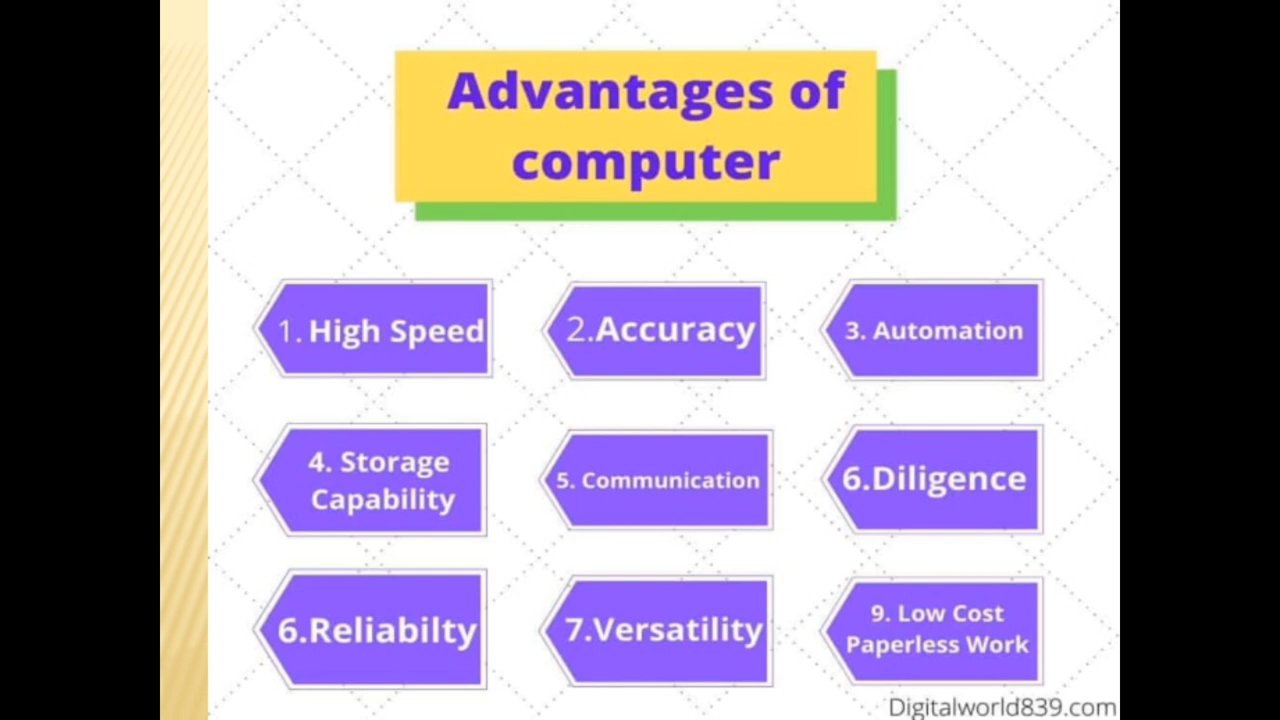 Advantages of
computer
1. High Speed
2.Accuracy
3. Automation
4. Storage
Capability
5. Communication
6.Diligence
6.Reliabilty
7.Versatility
9. Low Cost
Paperless Work
Digitalworld839.com